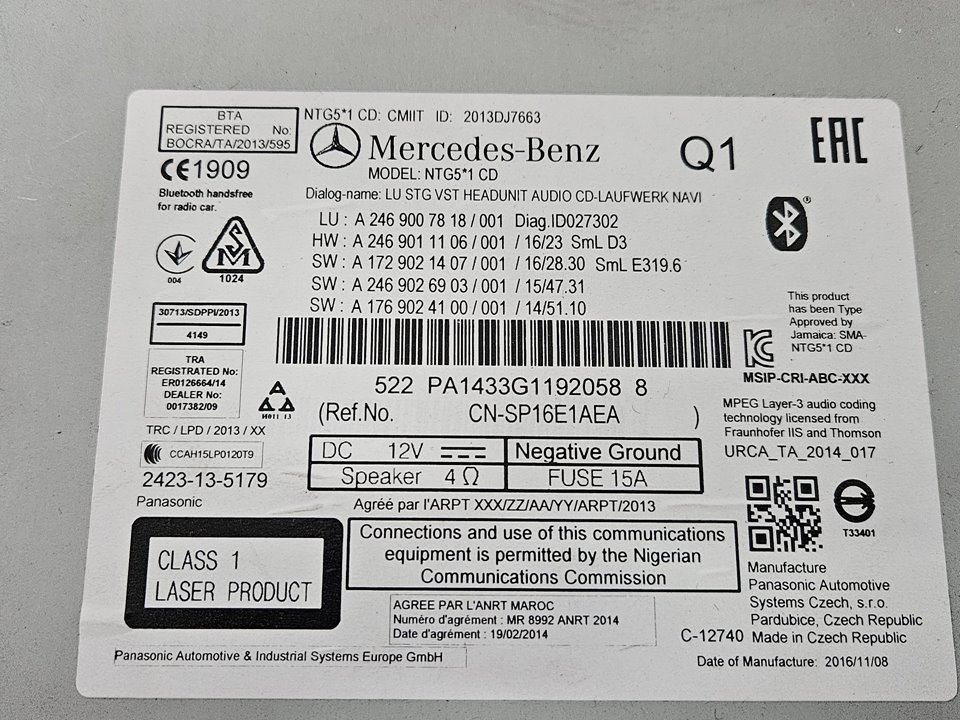 BTA
REGISTERED No:
BOCRA/TA/2013/595
NTG5*1 CD: CMIIT ID: 2013DJ7663
Mercedes-Benz
MODEL: NTG5*1 CD
Q1
EAC
CE1909
Bluetooth handsfree
for radio car.
Dialog-name: LU STG VST HEADUNIT AUDIO CD-LAUFWERK NAVI
LU : A 246 900 78 18 / 001 Diag.ID027302
HW : A 246 901 11 06 / 001 / 16/23 SmL D3
SW : A 172 902 14 07 / 001 / 16/28.30 SmL E319.6
SW : A 246 902 69 03 / 001 / 15/47.31
SW : A 176 902 41 00 / 001 / 14/51.10
004
SM
1024
30713/SDPPI/2013
4149
This product
has been Type
Approved by
Jamaica: SMA-
NTG5*1 CD
MSIP-CRI-ABC-XXX
TRA
REGISTRATED No:
ER0126664/14
DEALER No:
0017382/09
522 PA1433G1192058 8
(Ref.No. CN-SP16E1AEA )
MPEG Layer-3 audio coding
technology licensed from
Fraunhofer IIS and Thomson
URCA_TA_2014_017
TRC / LPD / 2013 / XX
CCAH15LP0120T9
2423-13-5179
Panasonic
DC 12V Negative Ground
Speaker 4 Ω FUSE 15A
Agréé par l'ARPT XXX/ZZ/AA/YY/ARPT/2013
T33401
CLASS 1
LASER PRODUCT
Connections and use of this communications
equipment is permitted by the Nigerian
Communications Commission
AGREE PAR L'ANRT MAROC
Numéro d'agrément : MR 8992 ANRT 2014
Date d'agrément : 19/02/2014
Manufacture
Panasonic Automotive
Systems Czech, s.r.o.
Pardubice, Czech Republic
C-12740 Made in Czech Republic
Panasonic Automotive & Industrial Systems Europe GmbH
Date of Manufacture: 2016/11/08